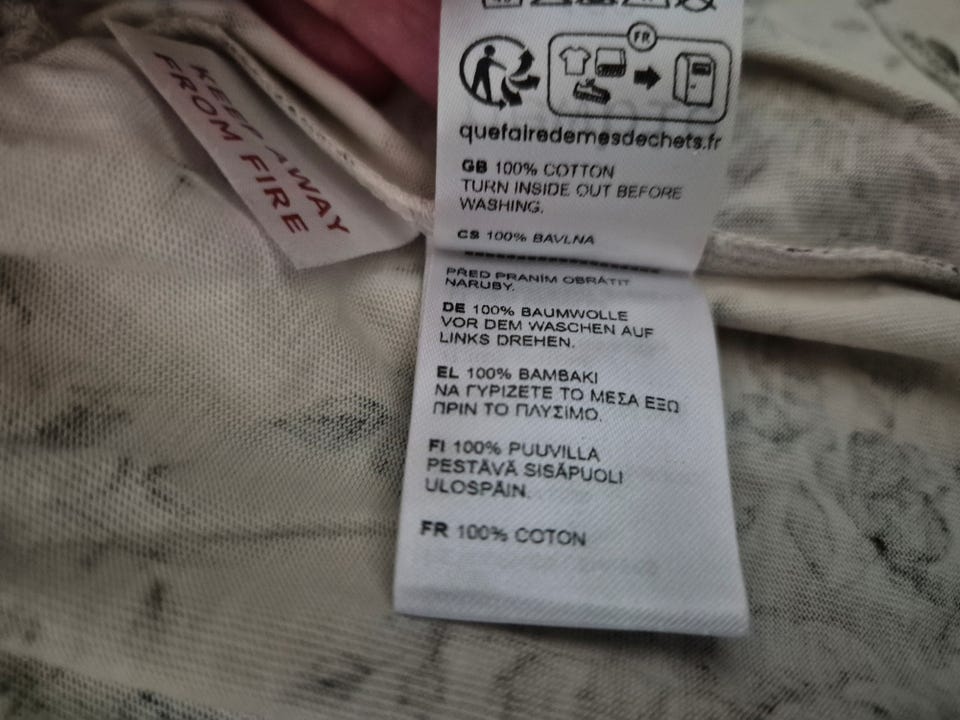 KEEP AWAY
FROM FIRE
FR
quefairedemesdechets.fr
GB 100% COTTON
TURN INSIDE OUT BEFORE
WASHING.
CS 100% BAVLNA
PŘED PRANÍM OBRÁTIT
NARUBY.
DE 100% BAUMWOLLE
VOR DEM WASCHEN AUF
LINKS DREHEN.
EL 100% ΒΑΜΒΑΚΙ
ΝΑ ΓΥΡΙΖΕΤΕ ΤΟ ΜΕΣΑ ΕΞΩ
ΠΡΙΝ ΤΟ ΠΛΥΣΙΜΟ.
FI 100% PUUVILLA
PESTÄVÄ SISÄPUOLI
ULOSPÄIN.
FR 100% COTON